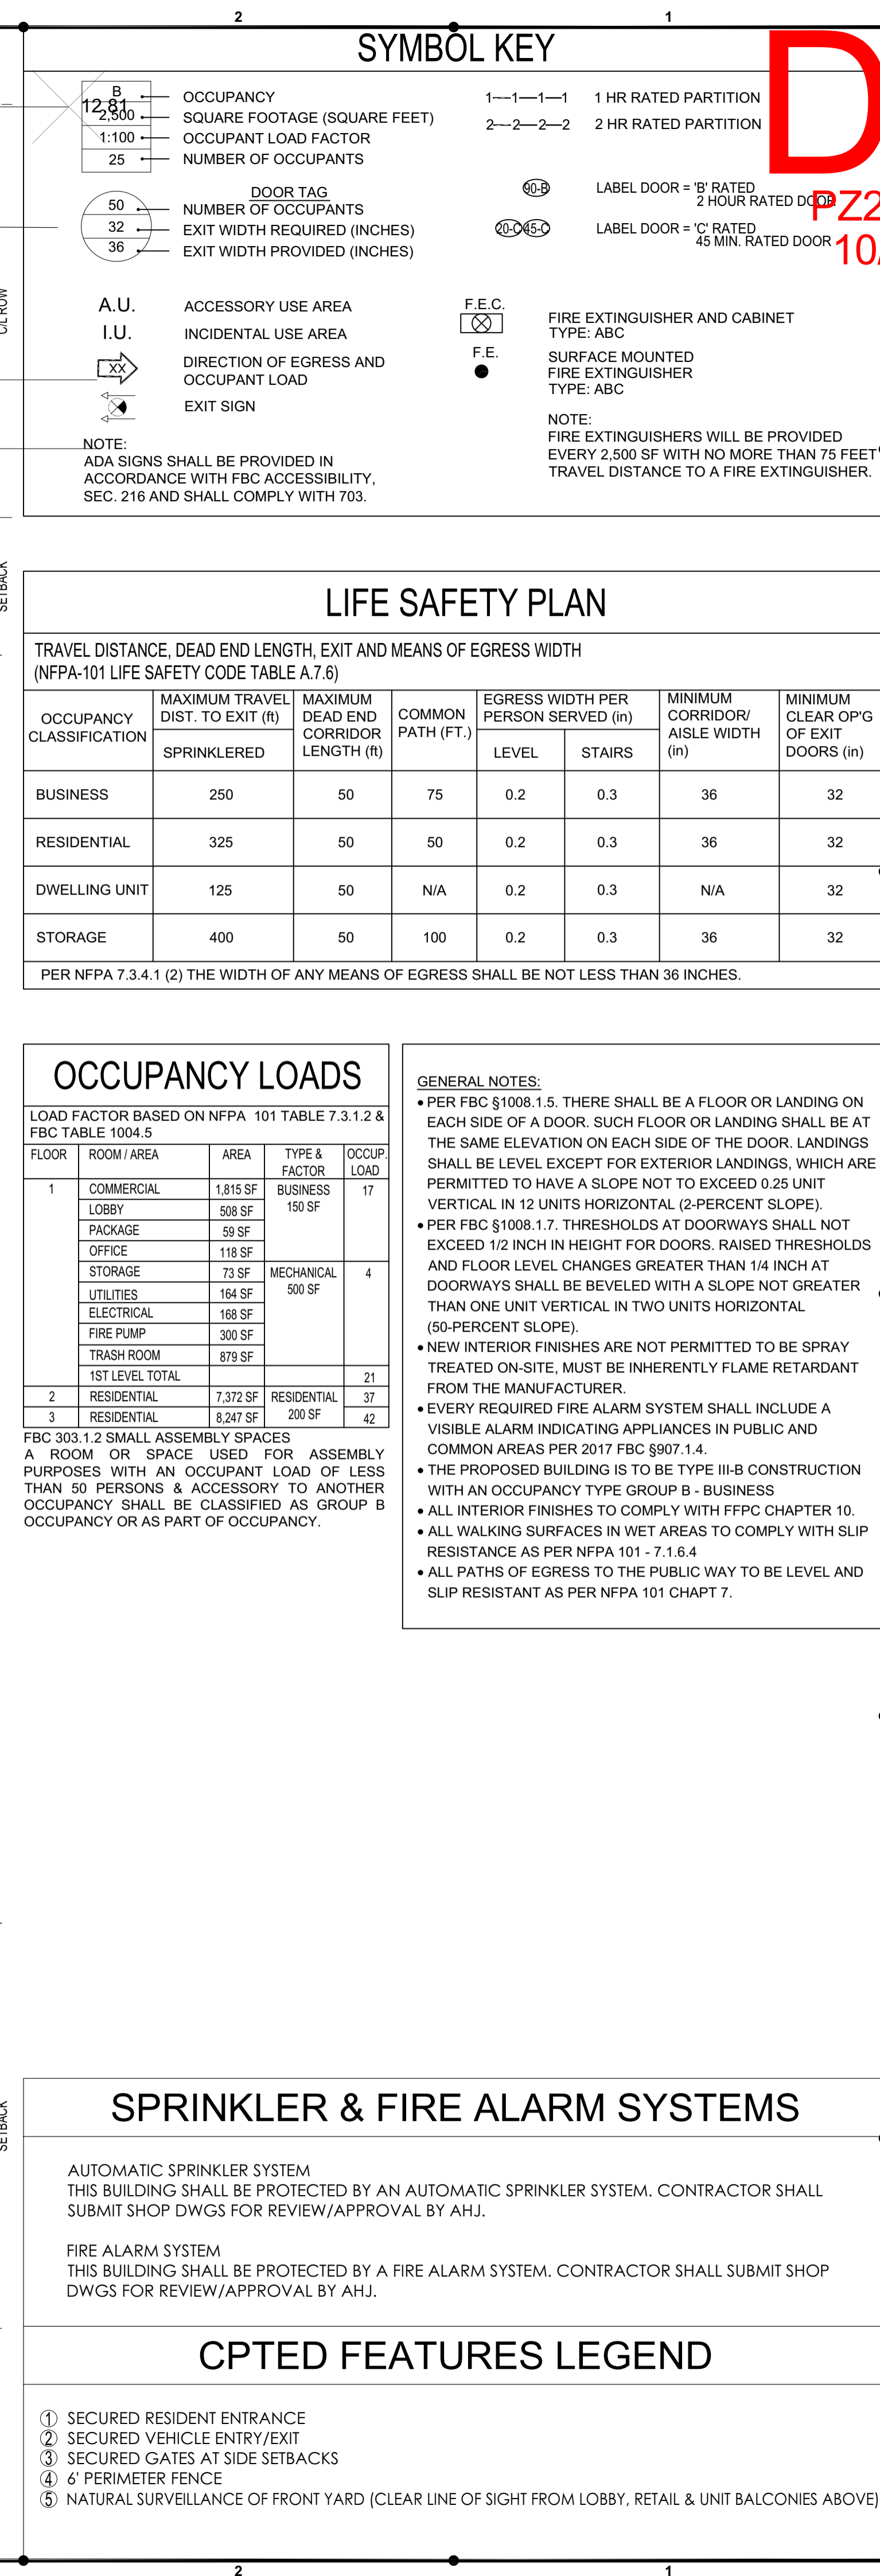 2 1
SYMBOL KEY
B
12.81
2,500
1:100
25
OCCUPANCY
SQUARE FOOTAGE (SQUARE FEET)
OCCUPANT LOAD FACTOR
NUMBER OF OCCUPANTS
DOOR TAG
50
32
36
NUMBER OF OCCUPANTS
EXIT WIDTH REQUIRED (INCHES)
EXIT WIDTH PROVIDED (INCHES)
A.U. ACCESSORY USE AREA
I.U. INCIDENTAL USE AREA
XX DIRECTION OF EGRESS AND
OCCUPANT LOAD
EXIT SIGN
NOTE:
ADA SIGNS SHALL BE PROVIDED IN
ACCORDANCE WITH FBC ACCESSIBILITY,
SEC. 216 AND SHALL COMPLY WITH 703.
1 1 1 1 1 HR RATED PARTITION
2 2 2 2 2 HR RATED PARTITION
90-B LABEL DOOR = 'B' RATED
2 HOUR RATED DOOR
20-C 45-C LABEL DOOR = 'C' RATED
45 MIN. RATED DOOR
D
PZ2
10/
F.E.C.
FIRE EXTINGUISHER AND CABINET
TYPE: ABC
F.E.
SURFACE MOUNTED
FIRE EXTINGUISHER
TYPE: ABC
NOTE:
FIRE EXTINGUISHERS WILL BE PROVIDED
EVERY 2,500 SF WITH NO MORE THAN 75 FEET
TRAVEL DISTANCE TO A FIRE EXTINGUISHER.
C/L ROW
SETBACK
LIFE SAFETY PLAN
TRAVEL DISTANCE, DEAD END LENGTH, EXIT AND MEANS OF EGRESS WIDTH
(NFPA-101 LIFE SAFETY CODE TABLE A.7.6)
OCCUPANCY
CLASSIFICATION
MAXIMUM TRAVEL
DIST. TO EXIT (ft)
SPRINKLERED
MAXIMUM
DEAD END
CORRIDOR
LENGTH (ft)
COMMON
PATH (FT.)
EGRESS WIDTH PER
PERSON SERVED (in)
LEVEL STAIRS
MINIMUM
CORRIDOR/
AISLE WIDTH
(in)
MINIMUM
CLEAR OP'G
OF EXIT
DOORS (in)
BUSINESS 250 50 75 0.2 0.3 36 32
RESIDENTIAL 325 50 50 0.2 0.3 36 32
DWELLING UNIT 125 50 N/A 0.2 0.3 N/A 32
STORAGE 400 50 100 0.2 0.3 36 32
PER NFPA 7.3.4.1 (2) THE WIDTH OF ANY MEANS OF EGRESS SHALL BE NOT LESS THAN 36 INCHES.
OCCUPANCY LOADS
LOAD FACTOR BASED ON NFPA 101 TABLE 7.3.1.2 &
FBC TABLE 1004.5
FLOOR ROOM / AREA AREA TYPE & OCCUP.
FACTOR LOAD
1 COMMERCIAL 1,815 SF BUSINESS 17
LOBBY 508 SF 150 SF
PACKAGE 59 SF
OFFICE 118 SF
STORAGE 73 SF MECHANICAL 4
UTILITIES 164 SF 500 SF
ELECTRICAL 168 SF
FIRE PUMP 300 SF
TRASH ROOM 879 SF
1ST LEVEL TOTAL 21
2 RESIDENTIAL 7,372 SF RESIDENTIAL 37
3 RESIDENTIAL 8,247 SF 200 SF 42
FBC 303.1.2 SMALL ASSEMBLY SPACES
A ROOM OR SPACE USED FOR ASSEMBLY
PURPOSES WITH AN OCCUPANT LOAD OF LESS
THAN 50 PERSONS & ACCESSORY TO ANOTHER
OCCUPANCY SHALL BE CLASSIFIED AS GROUP B
OCCUPANCY OR AS PART OF OCCUPANCY.
GENERAL NOTES:
• PER FBC §1008.1.5. THERE SHALL BE A FLOOR OR LANDING ON
EACH SIDE OF A DOOR. SUCH FLOOR OR LANDING SHALL BE AT
THE SAME ELEVATION ON EACH SIDE OF THE DOOR. LANDINGS
SHALL BE LEVEL EXCEPT FOR EXTERIOR LANDINGS, WHICH ARE
PERMITTED TO HAVE A SLOPE NOT TO EXCEED 0.25 UNIT
VERTICAL IN 12 UNITS HORIZONTAL (2-PERCENT SLOPE).
• PER FBC §1008.1.7. THRESHOLDS AT DOORWAYS SHALL NOT
EXCEED 1/2 INCH IN HEIGHT FOR DOORS. RAISED THRESHOLDS
AND FLOOR LEVEL CHANGES GREATER THAN 1/4 INCH AT
DOORWAYS SHALL BE BEVELED WITH A SLOPE NOT GREATER
THAN ONE UNIT VERTICAL IN TWO UNITS HORIZONTAL
(50-PERCENT SLOPE).
• NEW INTERIOR FINISHES ARE NOT PERMITTED TO BE SPRAY
TREATED ON-SITE, MUST BE INHERENTLY FLAME RETARDANT
FROM THE MANUFACTURER.
• EVERY REQUIRED FIRE ALARM SYSTEM SHALL INCLUDE A
VISIBLE ALARM INDICATING APPLIANCES IN PUBLIC AND
COMMON AREAS PER 2017 FBC §907.1.4.
• THE PROPOSED BUILDING IS TO BE TYPE III-B CONSTRUCTION
WITH AN OCCUPANCY TYPE GROUP B - BUSINESS
• ALL INTERIOR FINISHES TO COMPLY WITH FFPC CHAPTER 10.
• ALL WALKING SURFACES IN WET AREAS TO COMPLY WITH SLIP
RESISTANCE AS PER NFPA 101 - 7.1.6.4
• ALL PATHS OF EGRESS TO THE PUBLIC WAY TO BE LEVEL AND
SLIP RESISTANT AS PER NFPA 101 CHAPT 7.
SETBACK
SPRINKLER & FIRE ALARM SYSTEMS
AUTOMATIC SPRINKLER SYSTEM
THIS BUILDING SHALL BE PROTECTED BY AN AUTOMATIC SPRINKLER SYSTEM. CONTRACTOR SHALL
SUBMIT SHOP DWGS FOR REVIEW/APPROVAL BY AHJ.
FIRE ALARM SYSTEM
THIS BUILDING SHALL BE PROTECTED BY A FIRE ALARM SYSTEM. CONTRACTOR SHALL SUBMIT SHOP
DWGS FOR REVIEW/APPROVAL BY AHJ.
CPTED FEATURES LEGEND
1 SECURED RESIDENT ENTRANCE
2 SECURED VEHICLE ENTRY/EXIT
3 SECURED GATES AT SIDE SETBACKS
4 6' PERIMETER FENCE
5 NATURAL SURVEILLANCE OF FRONT YARD (CLEAR LINE OF SIGHT FROM LOBBY, RETAIL & UNIT BALCONIES ABOVE)
2 1